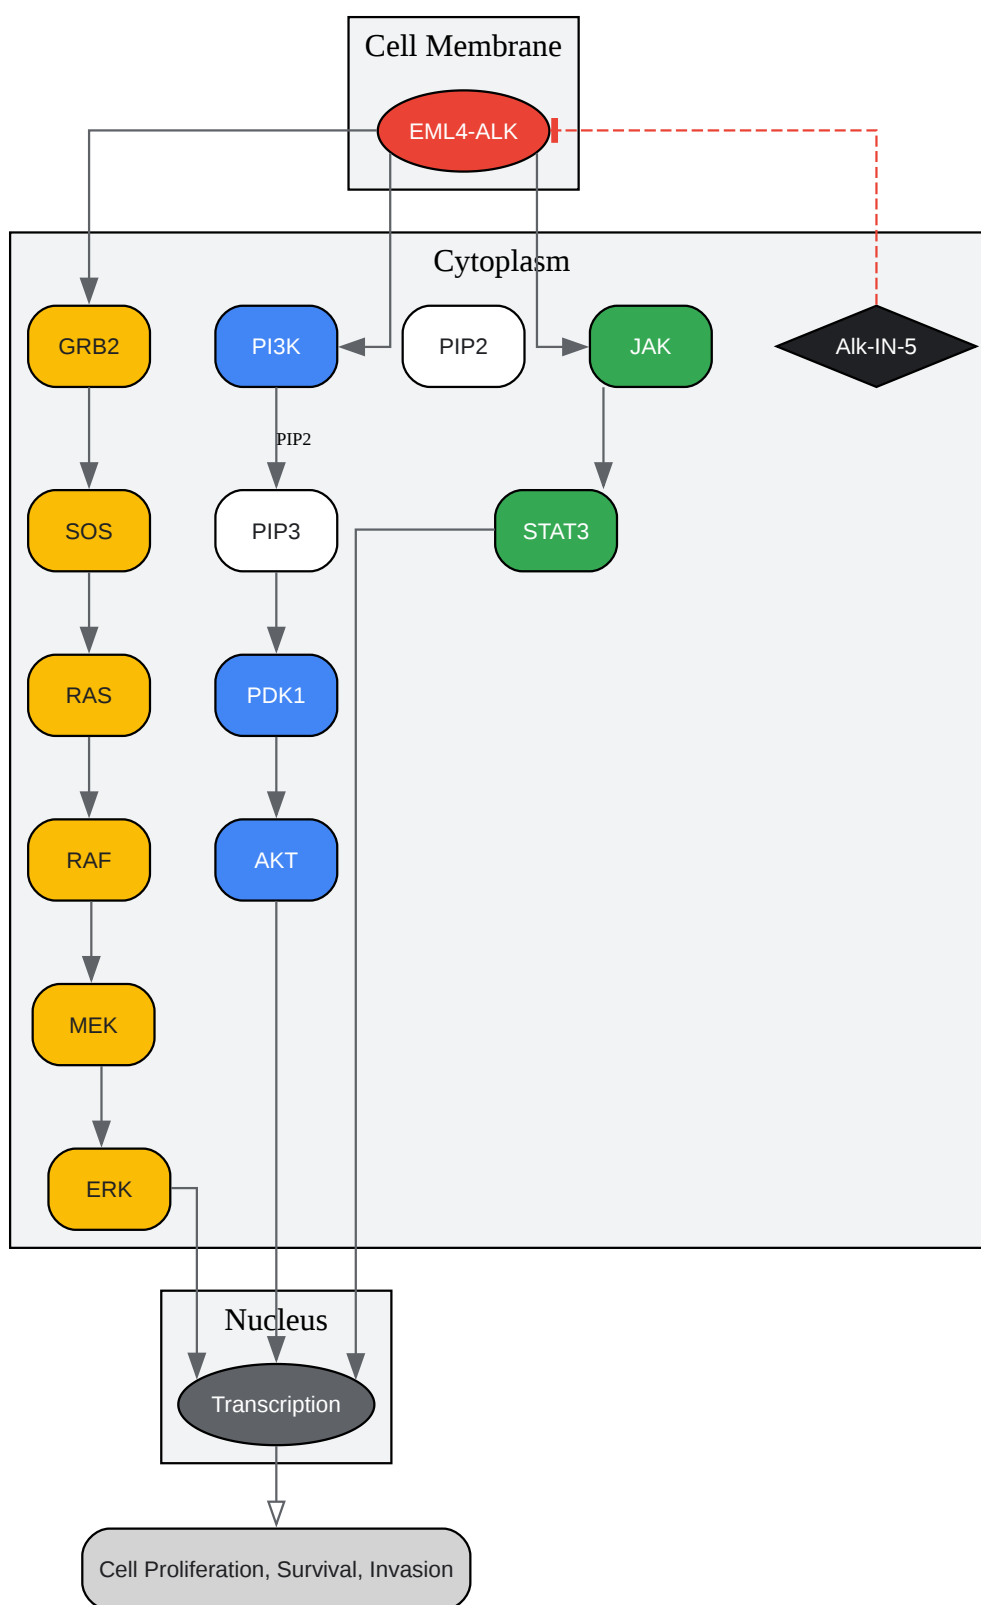 Cell Membrane
EML4-ALK
Cytoplasm
GRB2
PI3K
PIP2
JAK
Alk-IN-5
PIP2
SOS
PIP3
STAT3
RAS
PDK1
RAF
AKT
MEK
ERK
Nucleus
Transcription
Cell Proliferation, Survival, Invasion